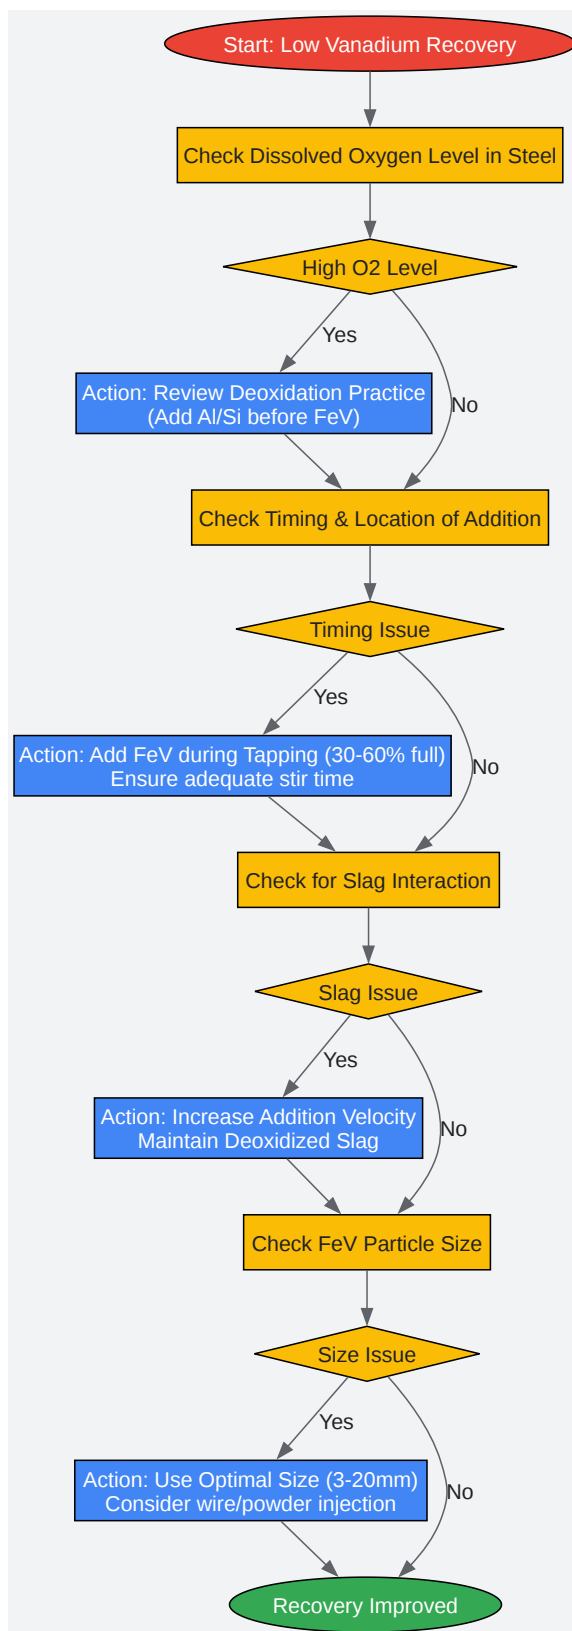 Start: Low Vanadium Recovery
Check Dissolved Oxygen Level in Steel
High O2 Level
Yes
Action: Review Deoxidation Practice
(Add Al/Si before FeV)
No
Check Timing & Location of Addition
Timing Issue
Yes
Action: Add FeV during Tapping (30-60% full)
Ensure adequate stir time
No
Check for Slag Interaction
Slag Issue
Yes
Action: Increase Addition Velocity
Maintain Deoxidized Slag
No
Check FeV Particle Size
Size Issue
Yes
Action: Use Optimal Size (3-20mm)
Consider wire/powder injection
No
Recovery Improved